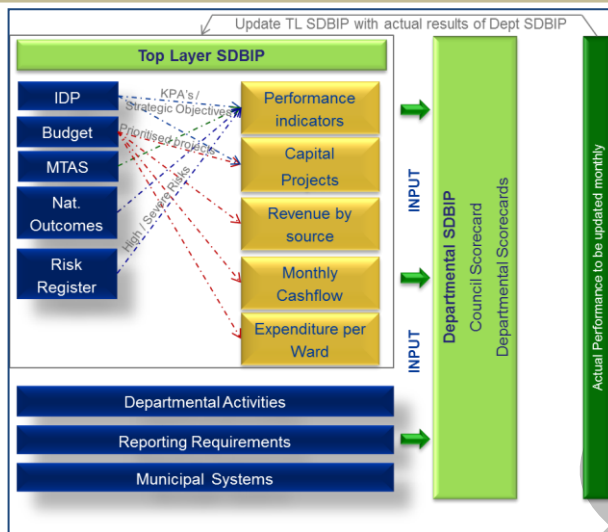 Update TL SDBIP with actual results of Dept SDBIP
Top Layer SDBIP
IDP
Budget
MTAS
Nat.
Outcomes
Risk
Register
KPA's /
Strategic Objectives
Prioritised projects
High / Severe Risks
Performance
indicators
Capital
Projects
Revenue by
source
Monthly
Cashflow
Expenditure per
Ward
INPUT
INPUT
Departmental SDBIP
Council Scorecard
Departmental Scorecards
Actual Performance to be updated monthly
Departmental Activities
Reporting Requirements
Municipal Systems